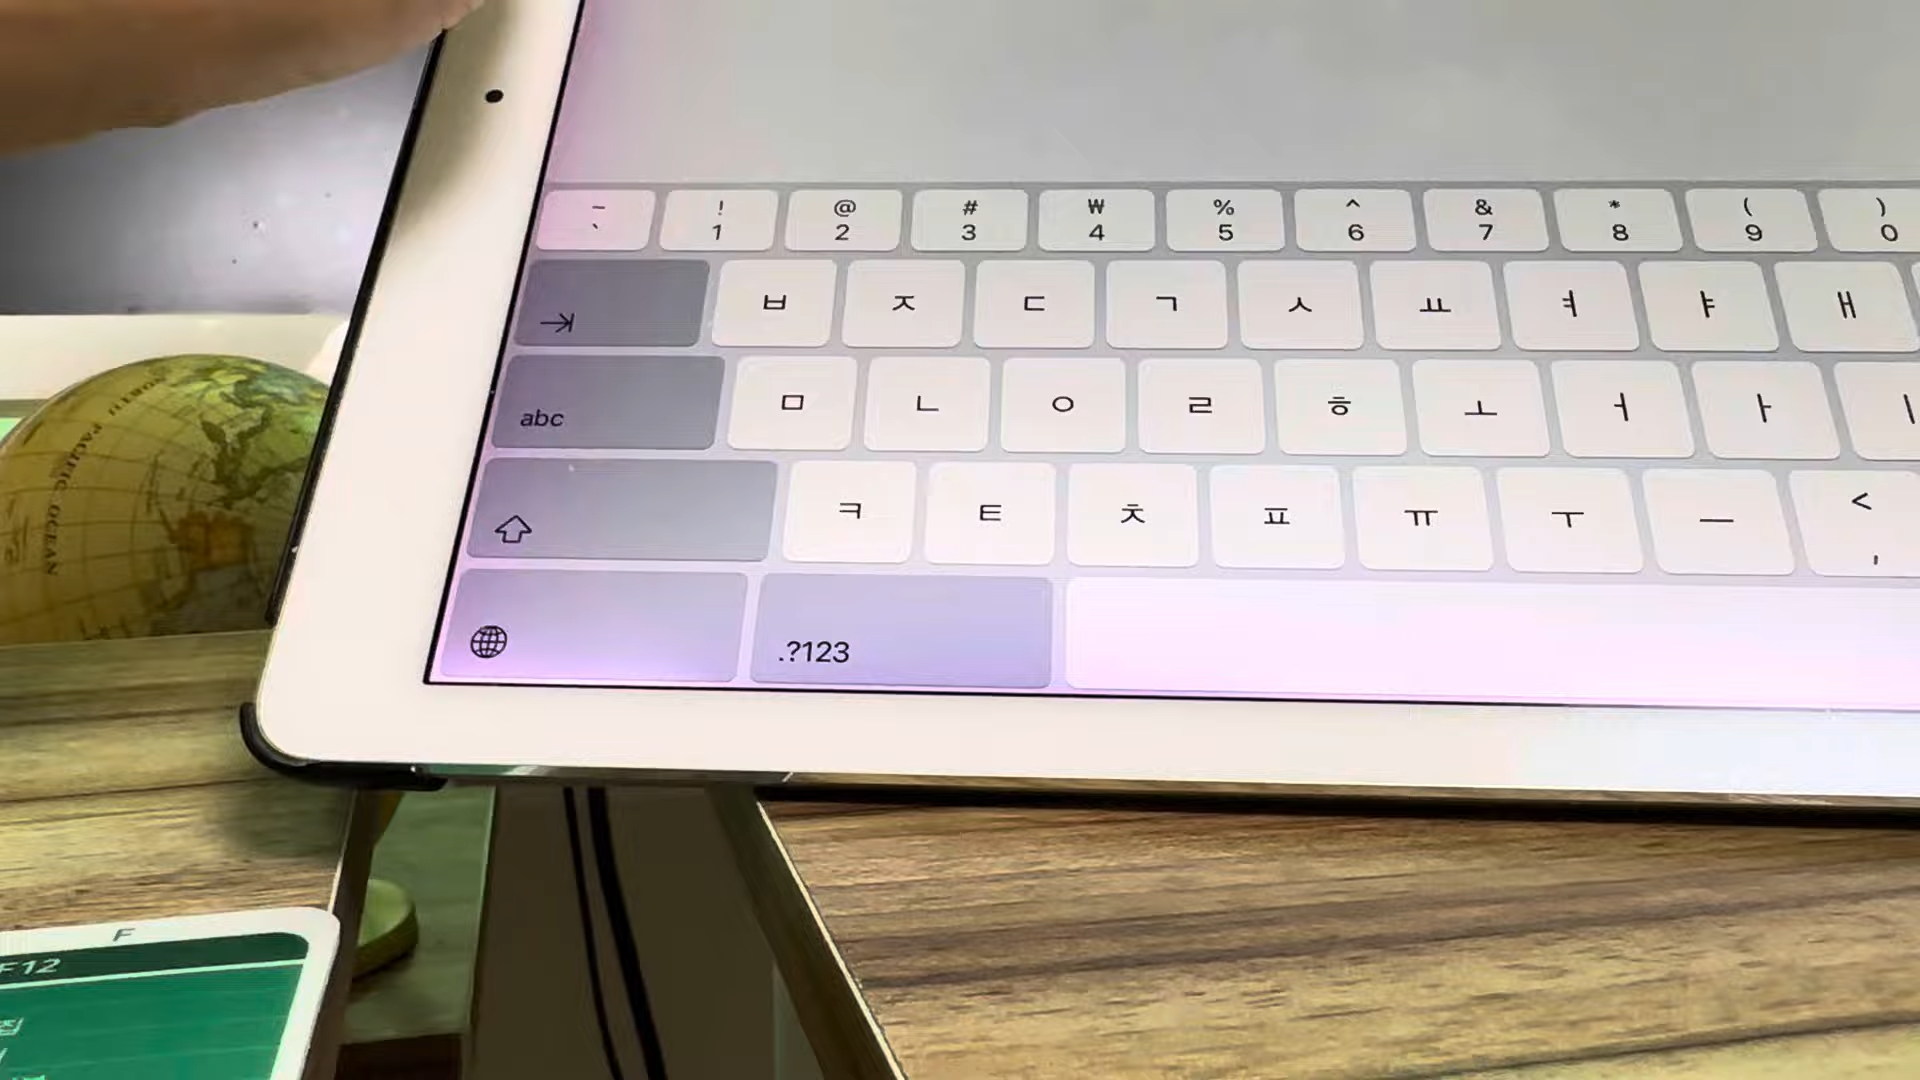 ~ ! @ # ₩ % ^ & * ( )
` 1 2 3 4 5 6 7 8 9 0
ㅂ ㅈ ㄷ ㄱ ㅅ ㅛ ㅕ ㅑ ㅐ
abc ㅁ ㄴ ㅇ ㄹ ㅎ ㅗ ㅓ ㅏ ㅣ
ㅋ ㅌ ㅊ ㅍ ㅠ ㅜ ㅡ <
,
.?123
PACIFIC OCEAN
F
F12